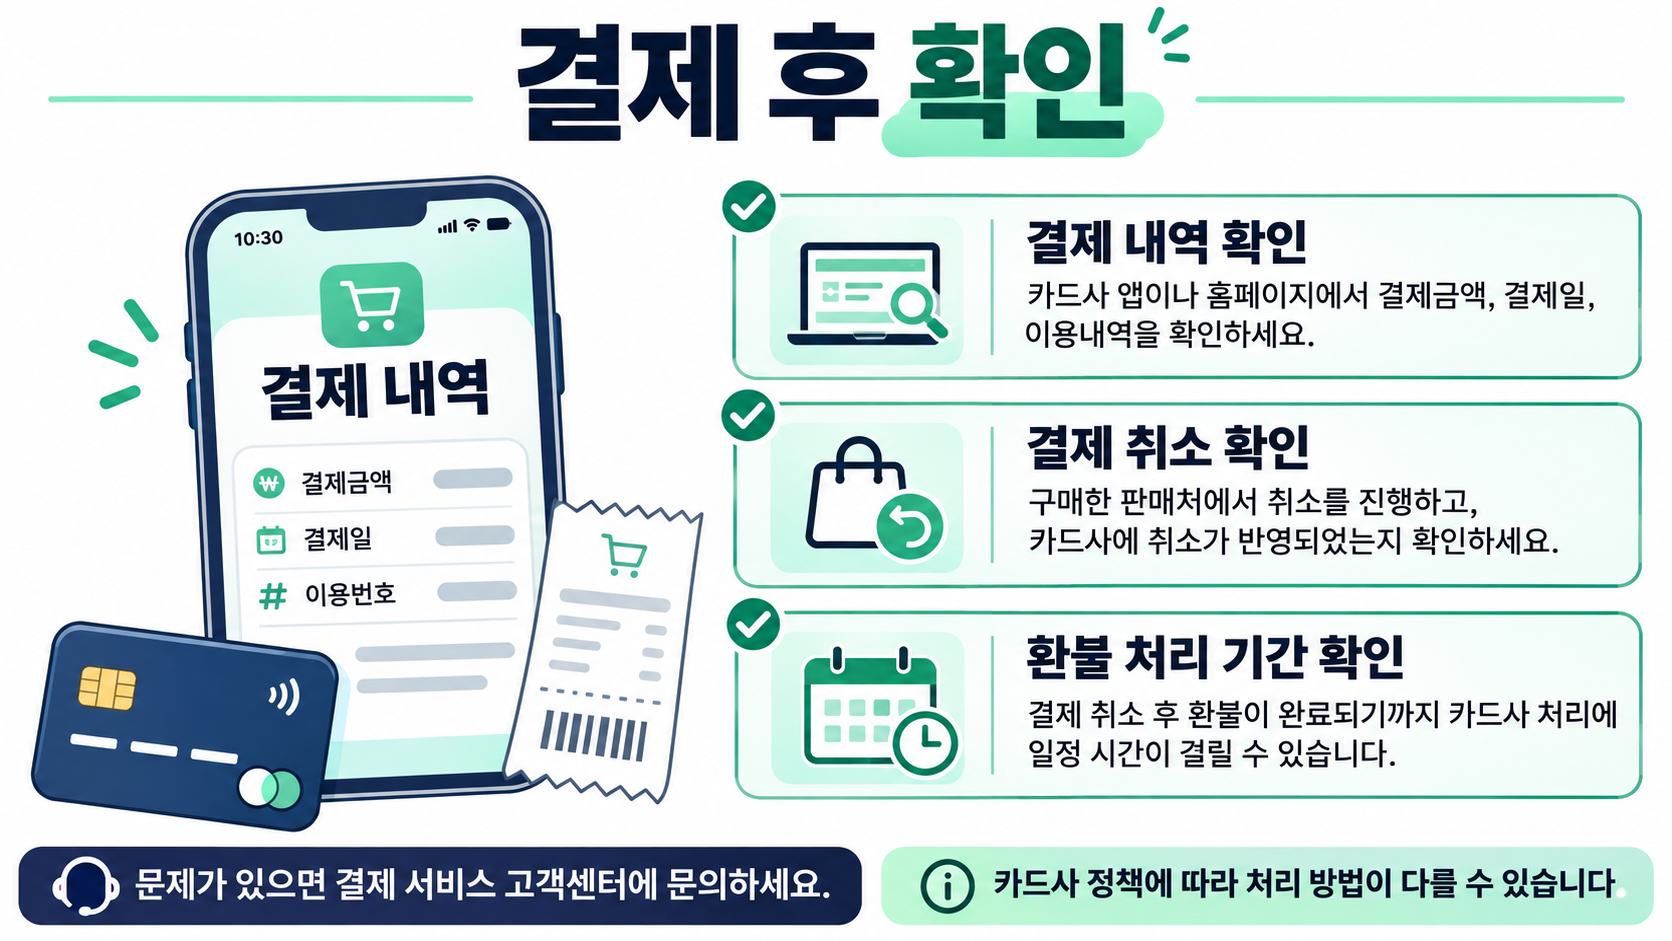 결제 후 확인
10:30
결제 내역
결제금액
결제일
이용번호
결제 내역 확인
카드사 앱이나 홈페이지에서 결제금액, 결제일,
이용내역을 확인하세요.
결제 취소 확인
구매한 판매처에서 취소를 진행하고,
카드사에 취소가 반영되었는지 확인하세요.
환불 처리 기간 확인
결제 취소 후 환불이 완료되기까지 카드사 처리에
일정 시간이 결릴 수 있습니다.
문제가 있으면 결제 서비스 고객센터에 문의하세요.
카드사 정책에 따라 처리 방법이 다를 수 있습니다.